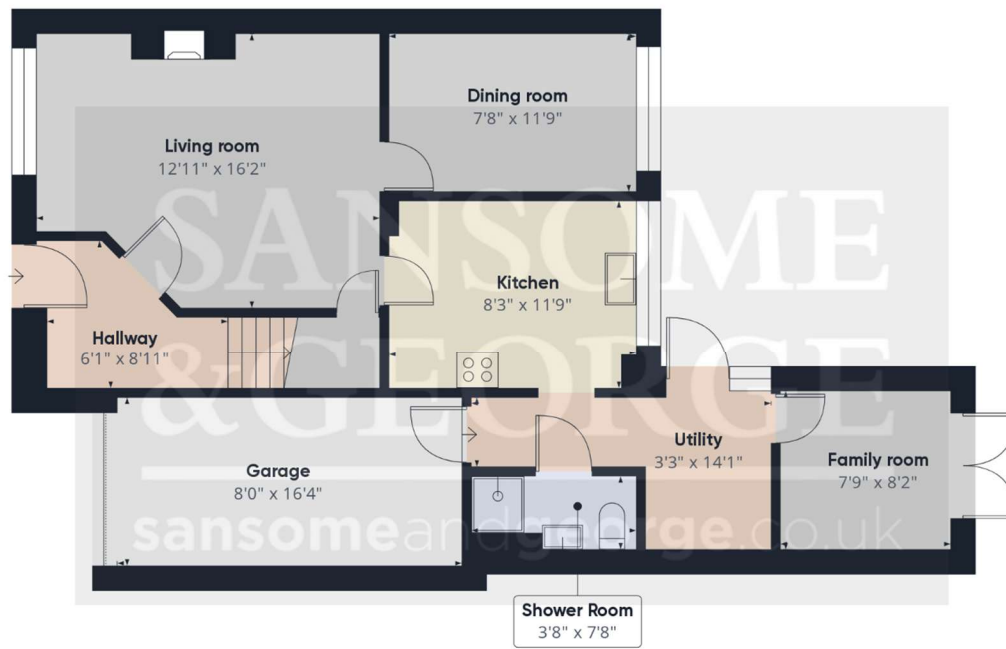 Dining room
7'8" x 11'9"
Living room
12'11" x 16'2"
SANSOME
Kitchen
8'3" x 11'9"
Hallway
6'1" x 8'11"
&GEORGE
Utility
3'3" x 14'1"
Family room
7'9" x 8'2"
Garage
8'0" x 16'4"
sansomeandgeorge.co.uk
Shower Room
3'8" x 7'8"